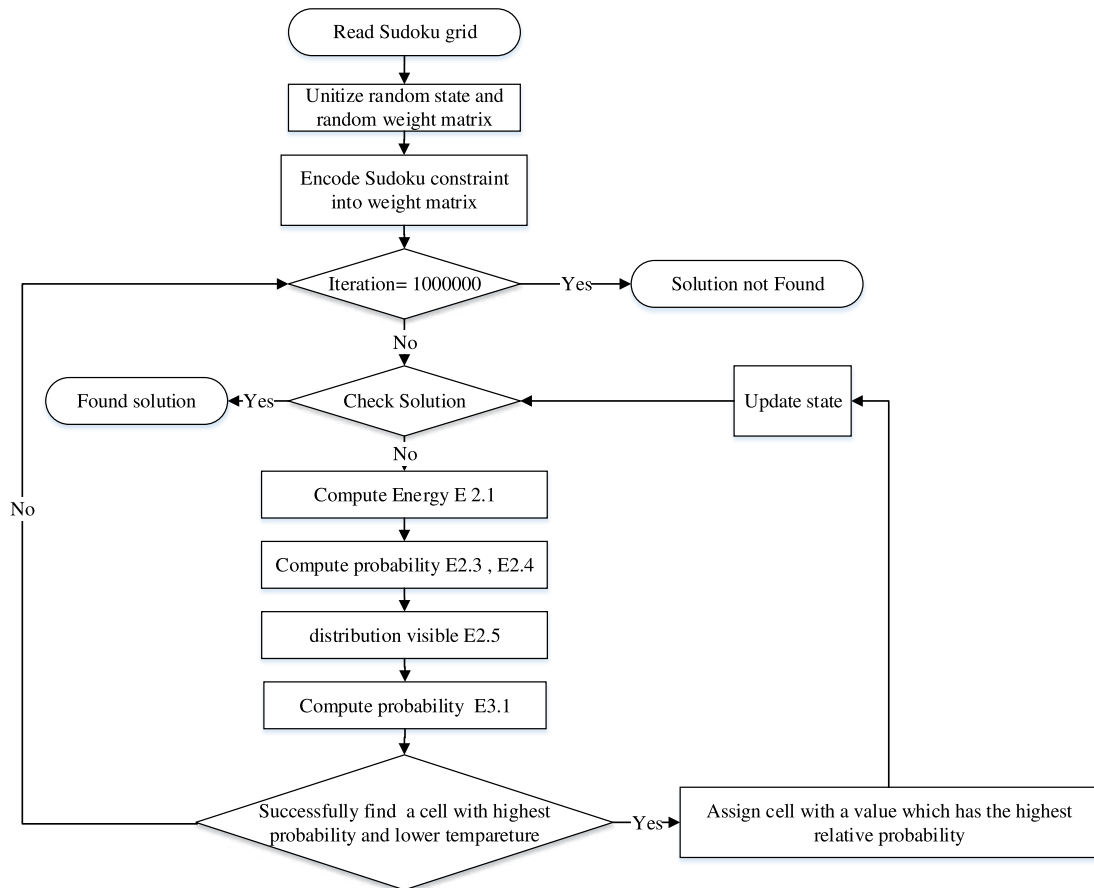 Read Sudoku grid
Unitize random state and
random weight matrix
Encode Sudoku constraint
into weight matrix
Iteration= 1000000
Yes
Solution not Found
No
Found solution
Yes
Check Solution
Update state
No
Compute Energy E 2.1
No
Compute probability E2.3 , E2.4
distribution visible E2.5
Compute probability  E3.1
Successfully find  a cell with highest
probability and lower tempareture
Yes
Assign cell with a value which has the highest
relative probability